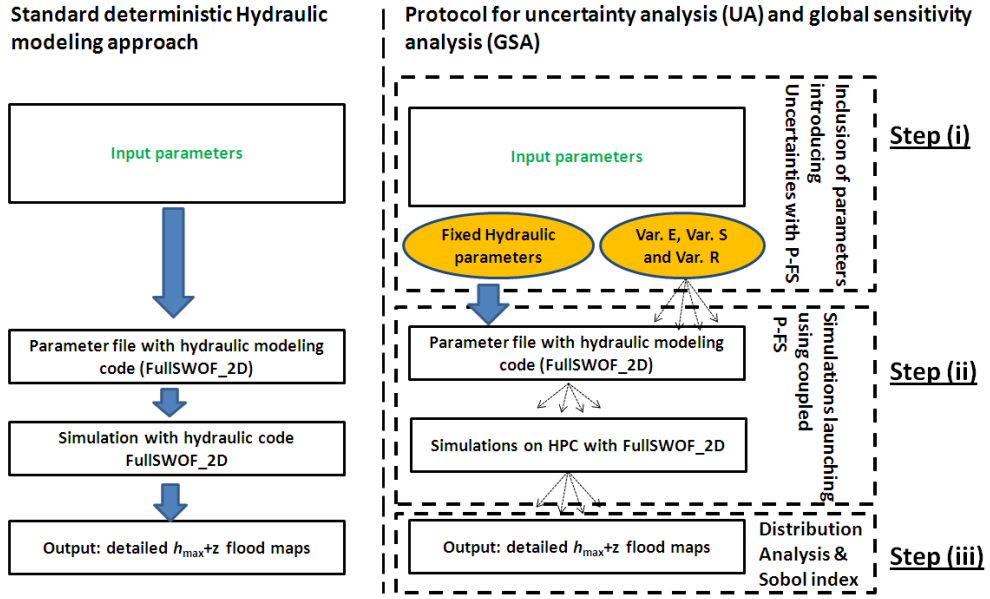 Standard deterministic Hydraulic
modeling approach
Input parameters
Parameter file with hydraulic modeling
code (FullSWOF_2D)
Simulation with hydraulic code
FullSWOF_2D
Output: detailed hmax+z flood maps
Protocol for uncertainty analysis (UA) and global sensitivity
analysis (GSA)
Input parameters
Fixed Hydraulic
parameters
Var. E, Var. S
and Var. R
Inclusion of parameters
introducing
Uncertainties with P-FS
Step (i)
Parameter file with hydraulic modeling
code (FullSWOF_2D)
Simulations on HPC with FullSWOF_2D
Simulations launching
using coupled
P-FS
Step (ii)
Output: detailed hmax+z flood maps
Distribution
Analysis &
Sobol index
Step (iii)